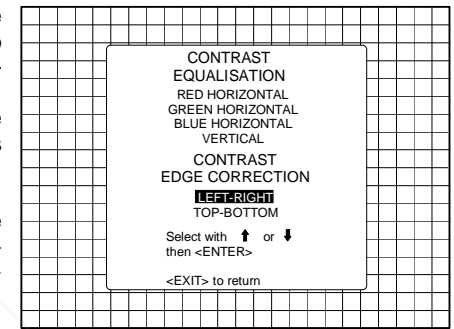 CONTRAST
EQUALISATION
RED HORIZONTAL
GREEN HORIZONTAL
BLUE HORIZONTAL
VERTICAL
CONTRAST
EDGE CORRECTION
LEFT-RIGHT
TOP-BOTTOM
Select with ⬆ or ⬇
then <ENTER>
<EXIT> to return